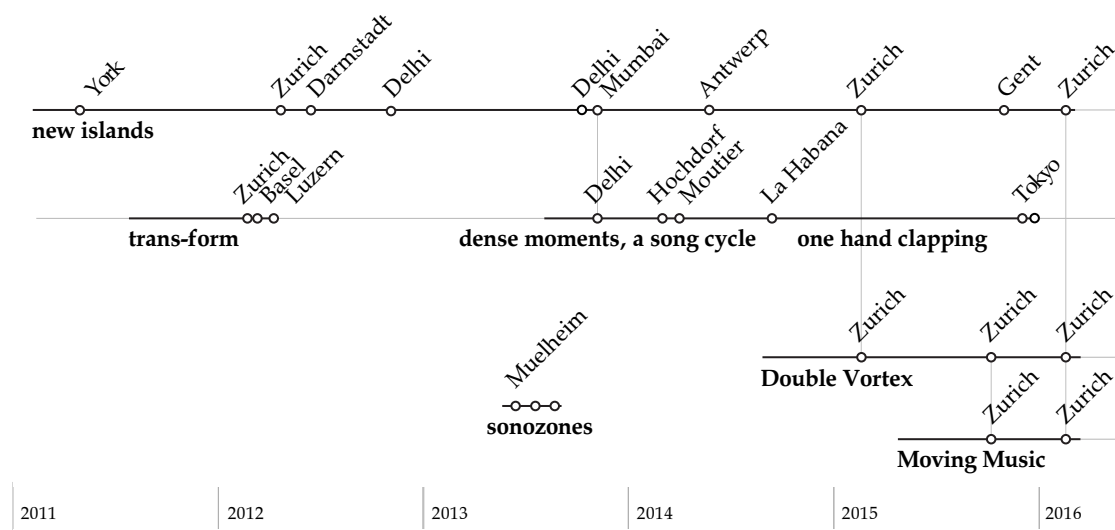 York
Zurich
Darmstadt
Delhi
Delhi
Mumbai
Antwerp
Zurich
Gent
Zurich
new islands
Zurich
Basel
Luzern
Delhi
Hochdorf
Moutier
La Habana
Tokyo
trans-form
dense moments, a song cycle
one hand clapping
Zurich
Zurich
Zurich
Double Vortex
Muelheim
sonozones
Zurich
Zurich
Moving Music
2011
2012
2013
2014
2015
2016